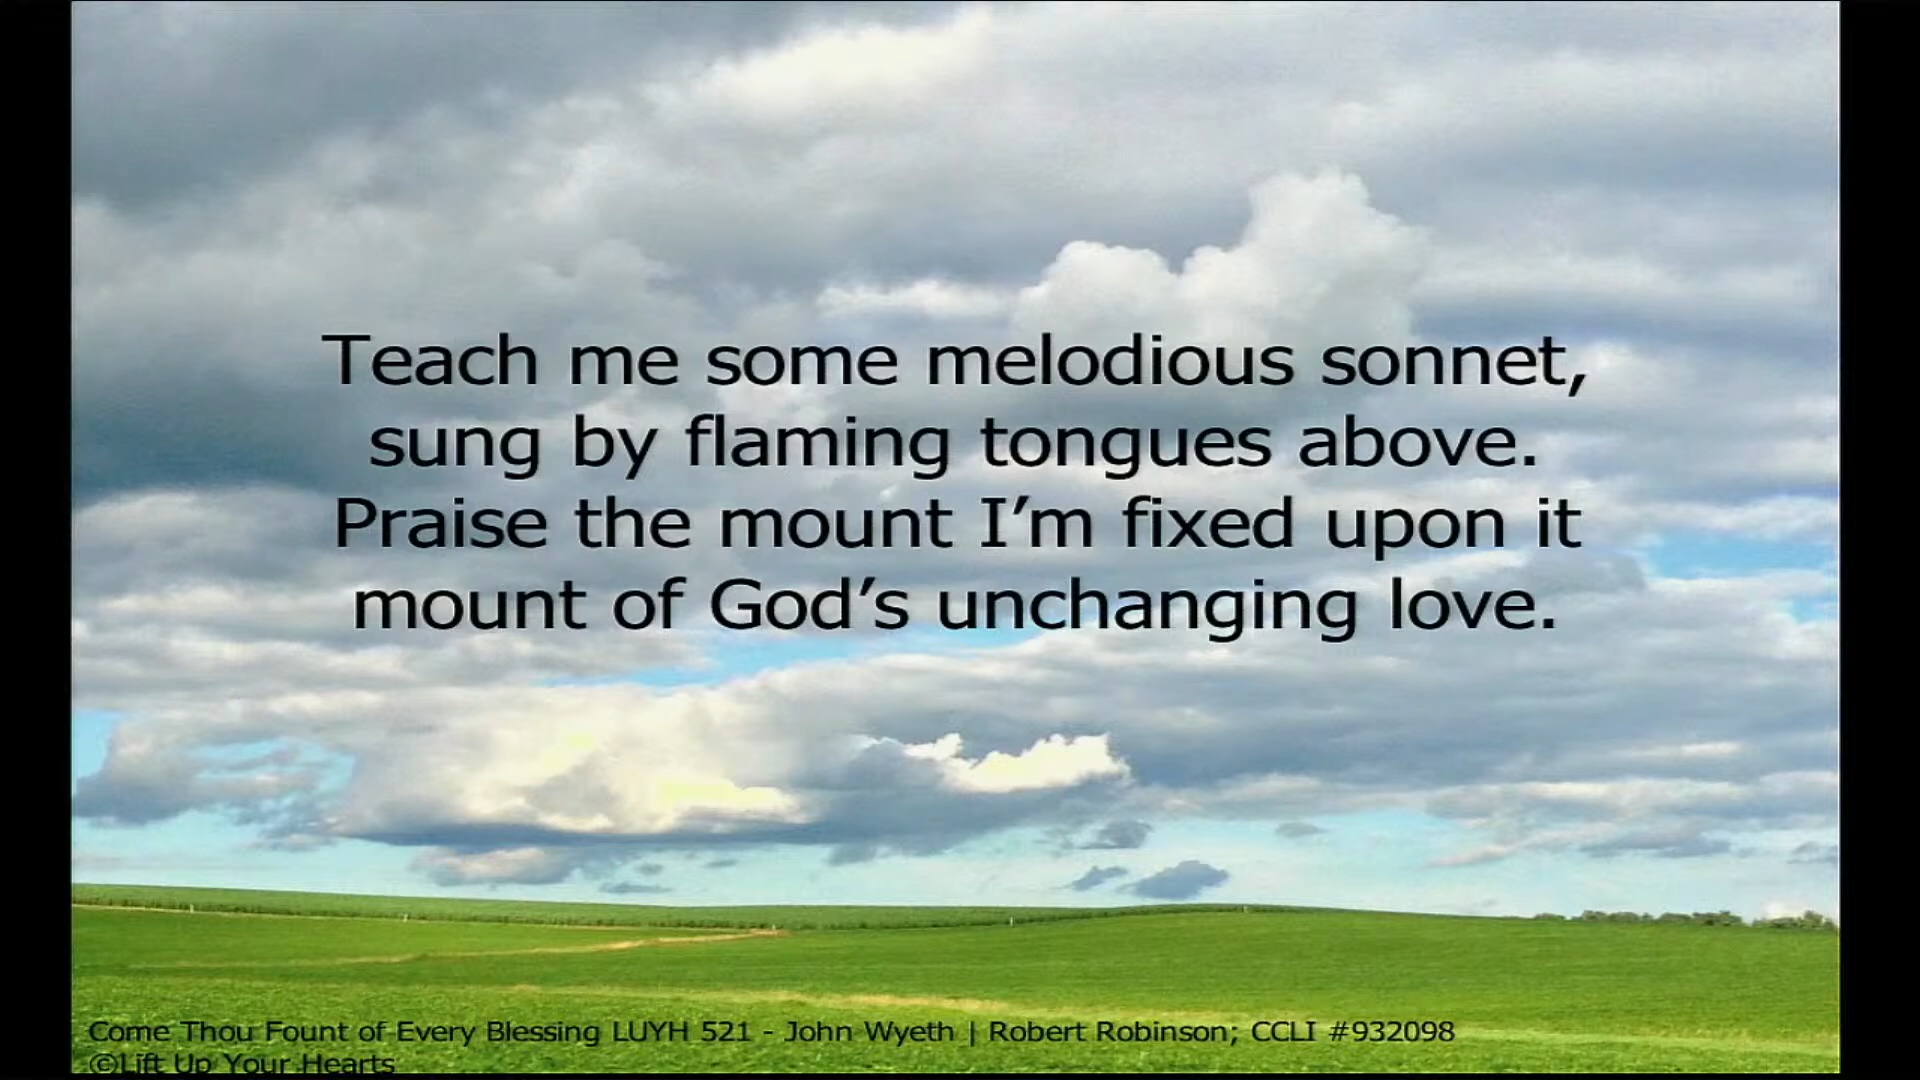 Teach me some melodious sonnet,
sung by flaming tongues above.
Praise the mount I’m fixed upon it
mount of God’s unchanging love.
Come Thou Fount of Every Blessing LUYH 521 - John Wyeth | Robert Robinson; CCLI #932098
©Lift Up Your Hearts